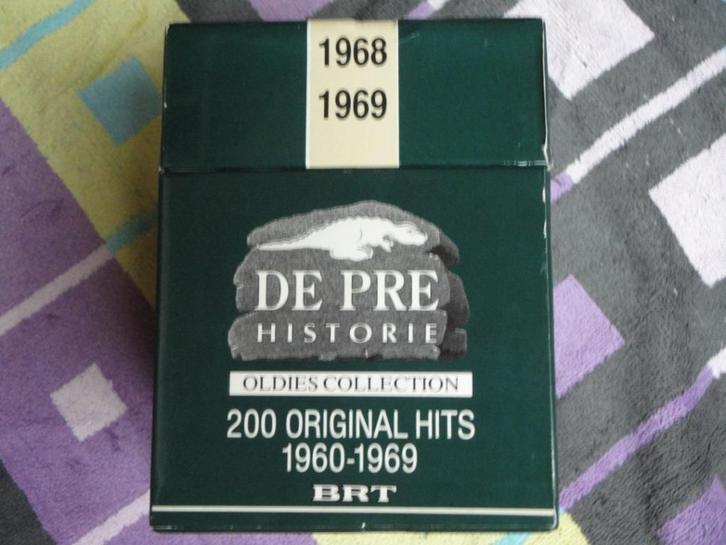 1968
1969
DE PRE
HISTORIE
OLDIES COLLECTION
200 ORIGINAL HITS
1960-1969
BRT